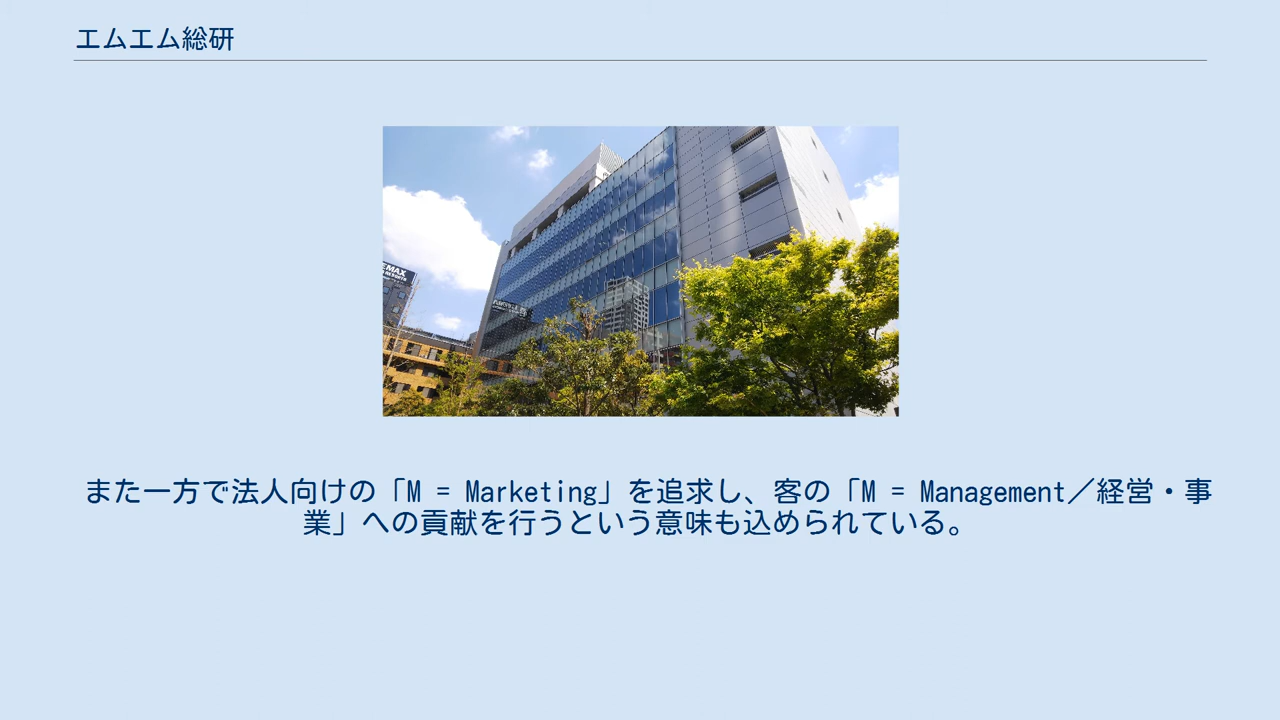 エムエム総研
EMAX
また一方で法人向けの「M = Marketing」を追求し、客の「M = Management／経営・事
業」への貢献を行うという意味も込められている。